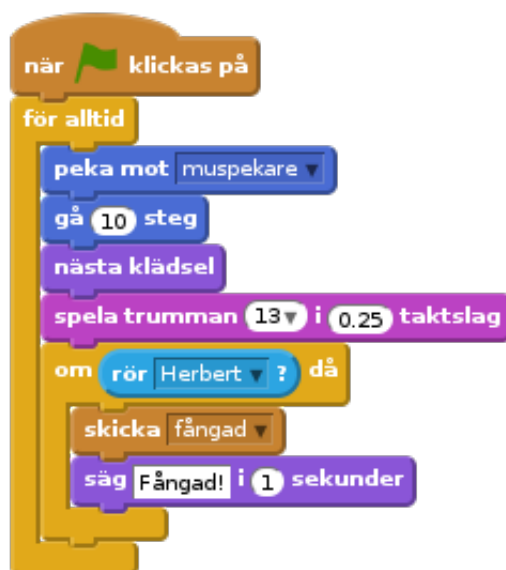 när klickas på
för alltid
peka mot muspekare
gå 10 steg
nästa klädsel
spela trumman 13 i 0.25 taktslag
om rör Herbert ? då
skicka fångad
säg Fångad! i 1 sekunder